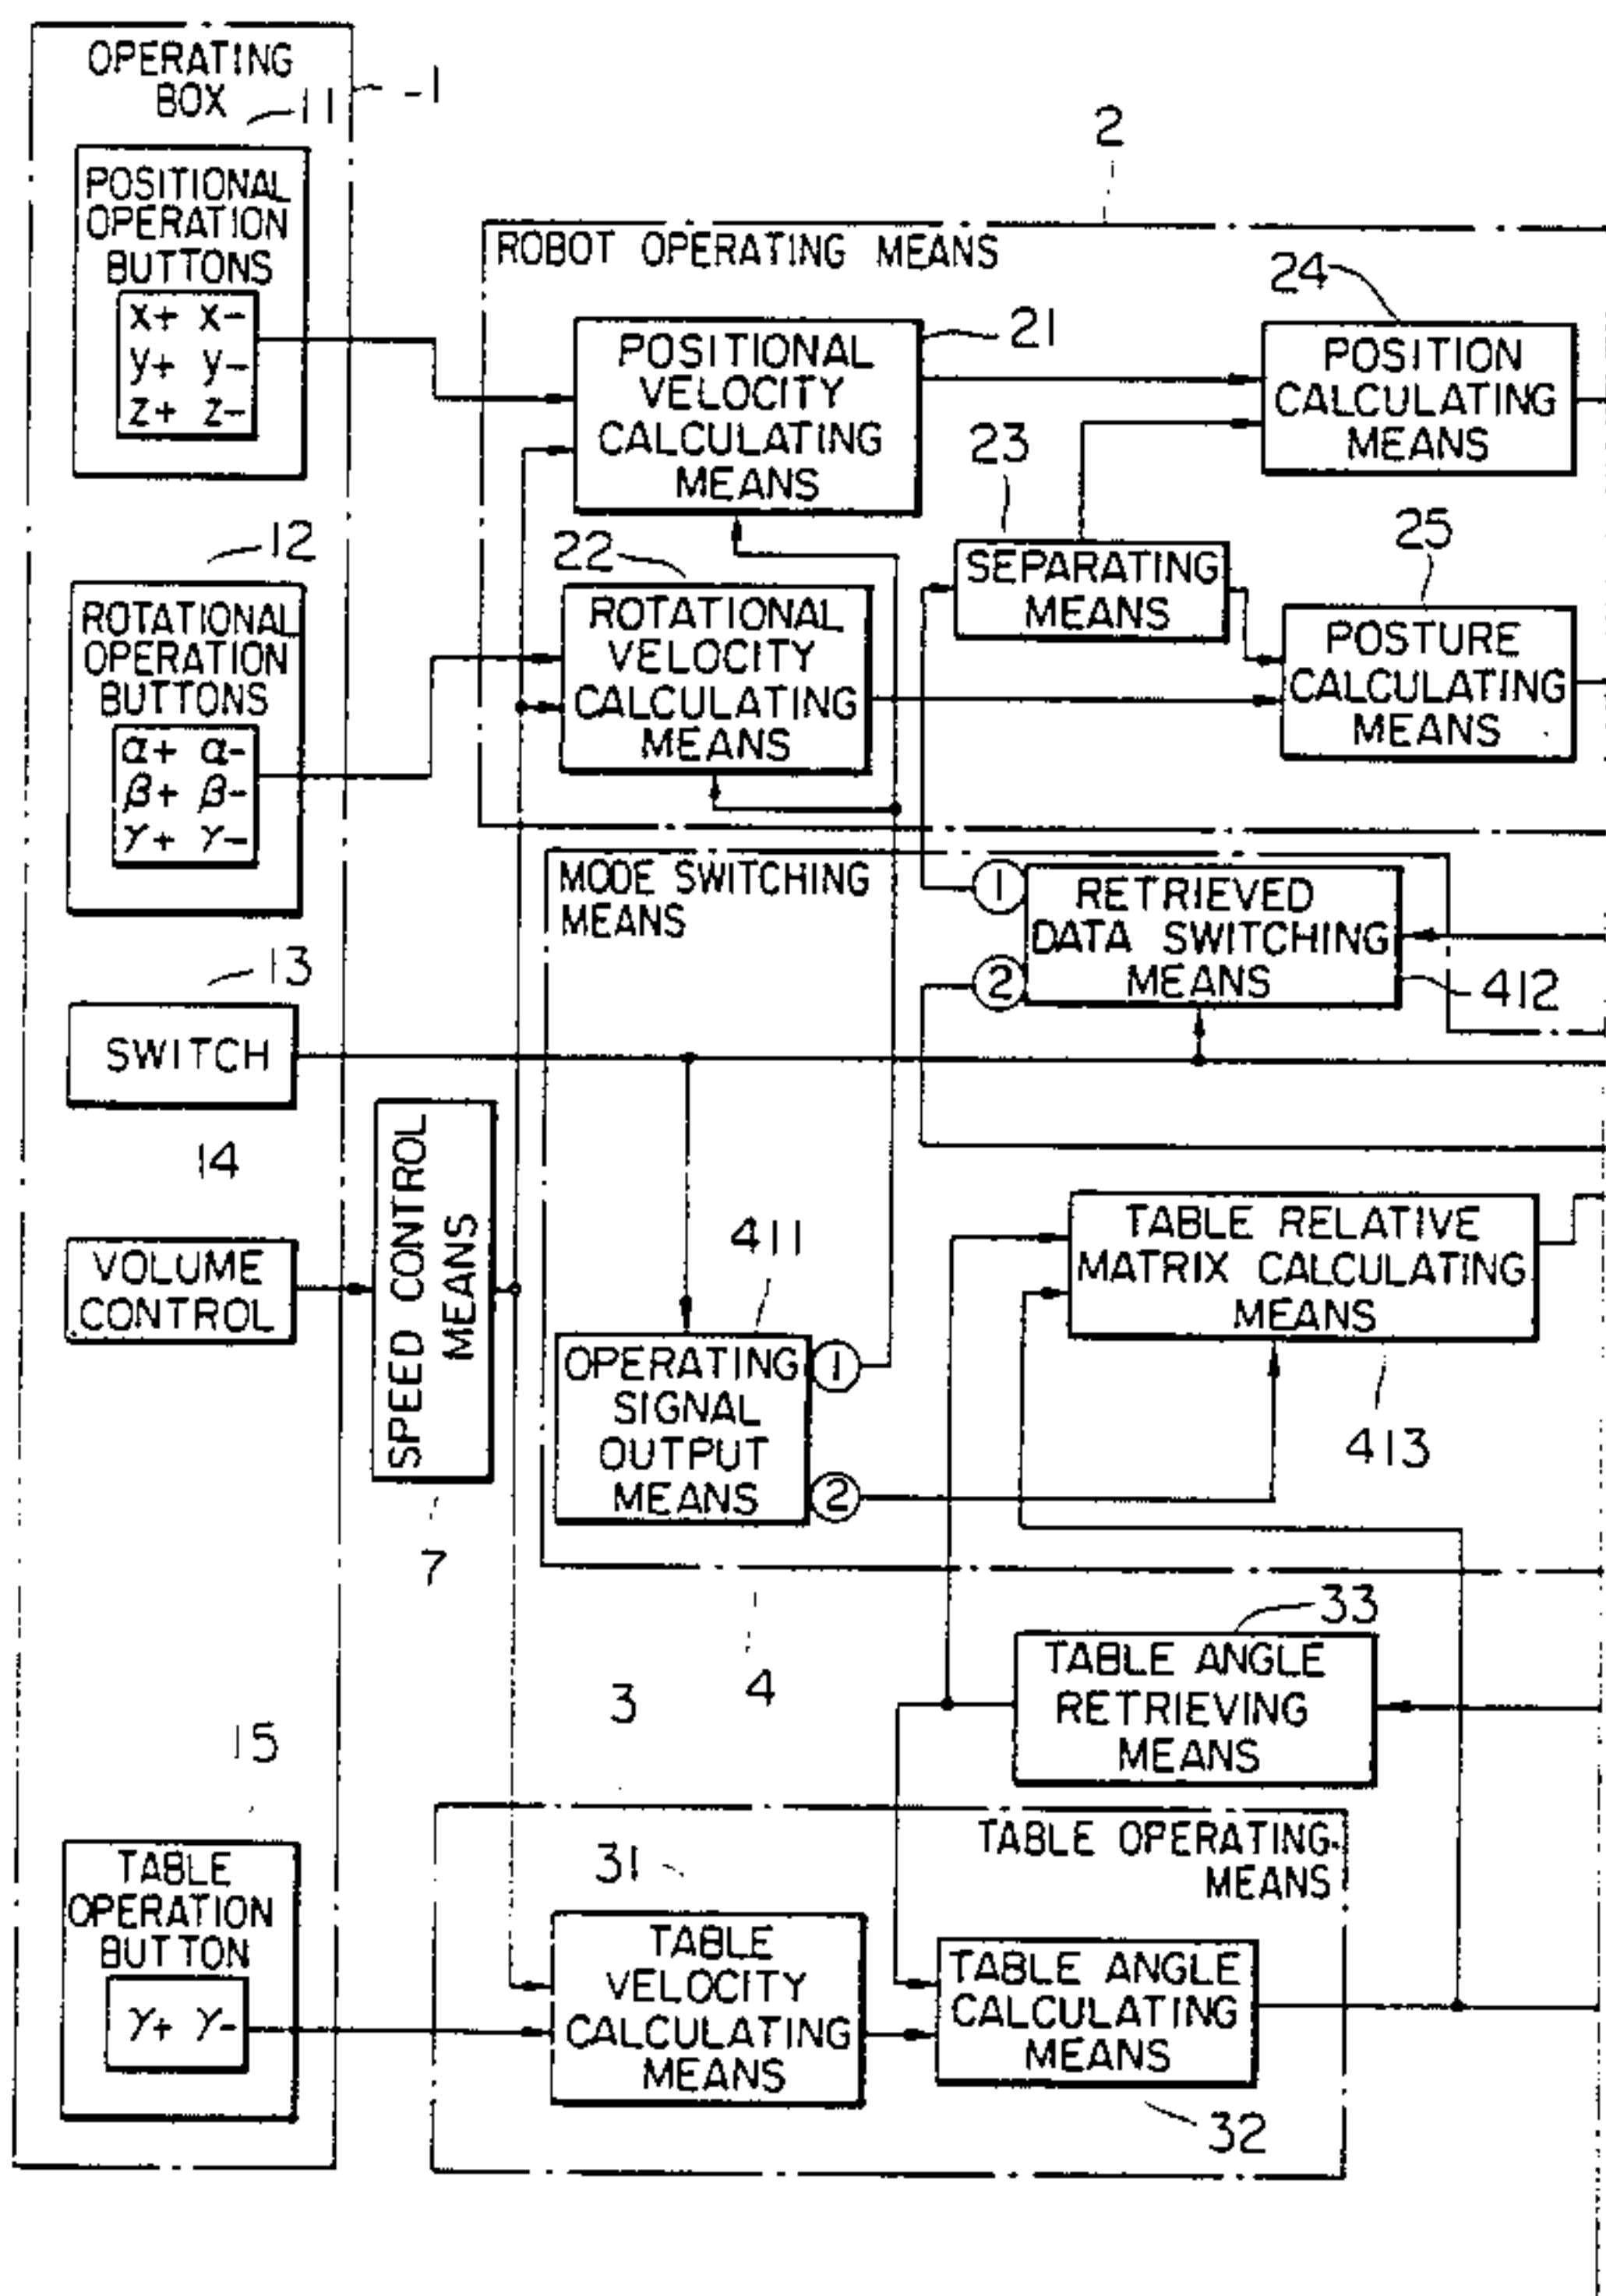 OPERATING
BOX
1
11
POSITIONAL
OPERATION
BUTTONS
x+ x-
y+ y-
z+ z-
12
ROTATIONAL
OPERATION
BUTTONS
α+ α-
β+ β-
γ+ γ-
13
SWITCH
14
VOLUME
CONTROL
15
TABLE
OPERATION
BUTTON
γ+ γ-
SPEED CONTROL
MEANS
7
2
ROBOT OPERATING MEANS
21
POSITIONAL
VELOCITY
CALCULATING
MEANS
22
ROTATIONAL
VELOCITY
CALCULATING
MEANS
23
SEPARATING
MEANS
24
POSITION
CALCULATING
MEANS
25
POSTURE
CALCULATING
MEANS
MODE SWITCHING
MEANS
①
②
RETRIEVED
DATA SWITCHING
MEANS
412
411
OPERATING
SIGNAL
OUTPUT
MEANS
①
②
TABLE RELATIVE
MATRIX CALCULATING
MEANS
413
4
33
TABLE ANGLE
RETRIEVING
MEANS
3
TABLE OPERATING
MEANS
31
TABLE
VELOCITY
CALCULATING
MEANS
TABLE ANGLE
CALCULATING
MEANS
32